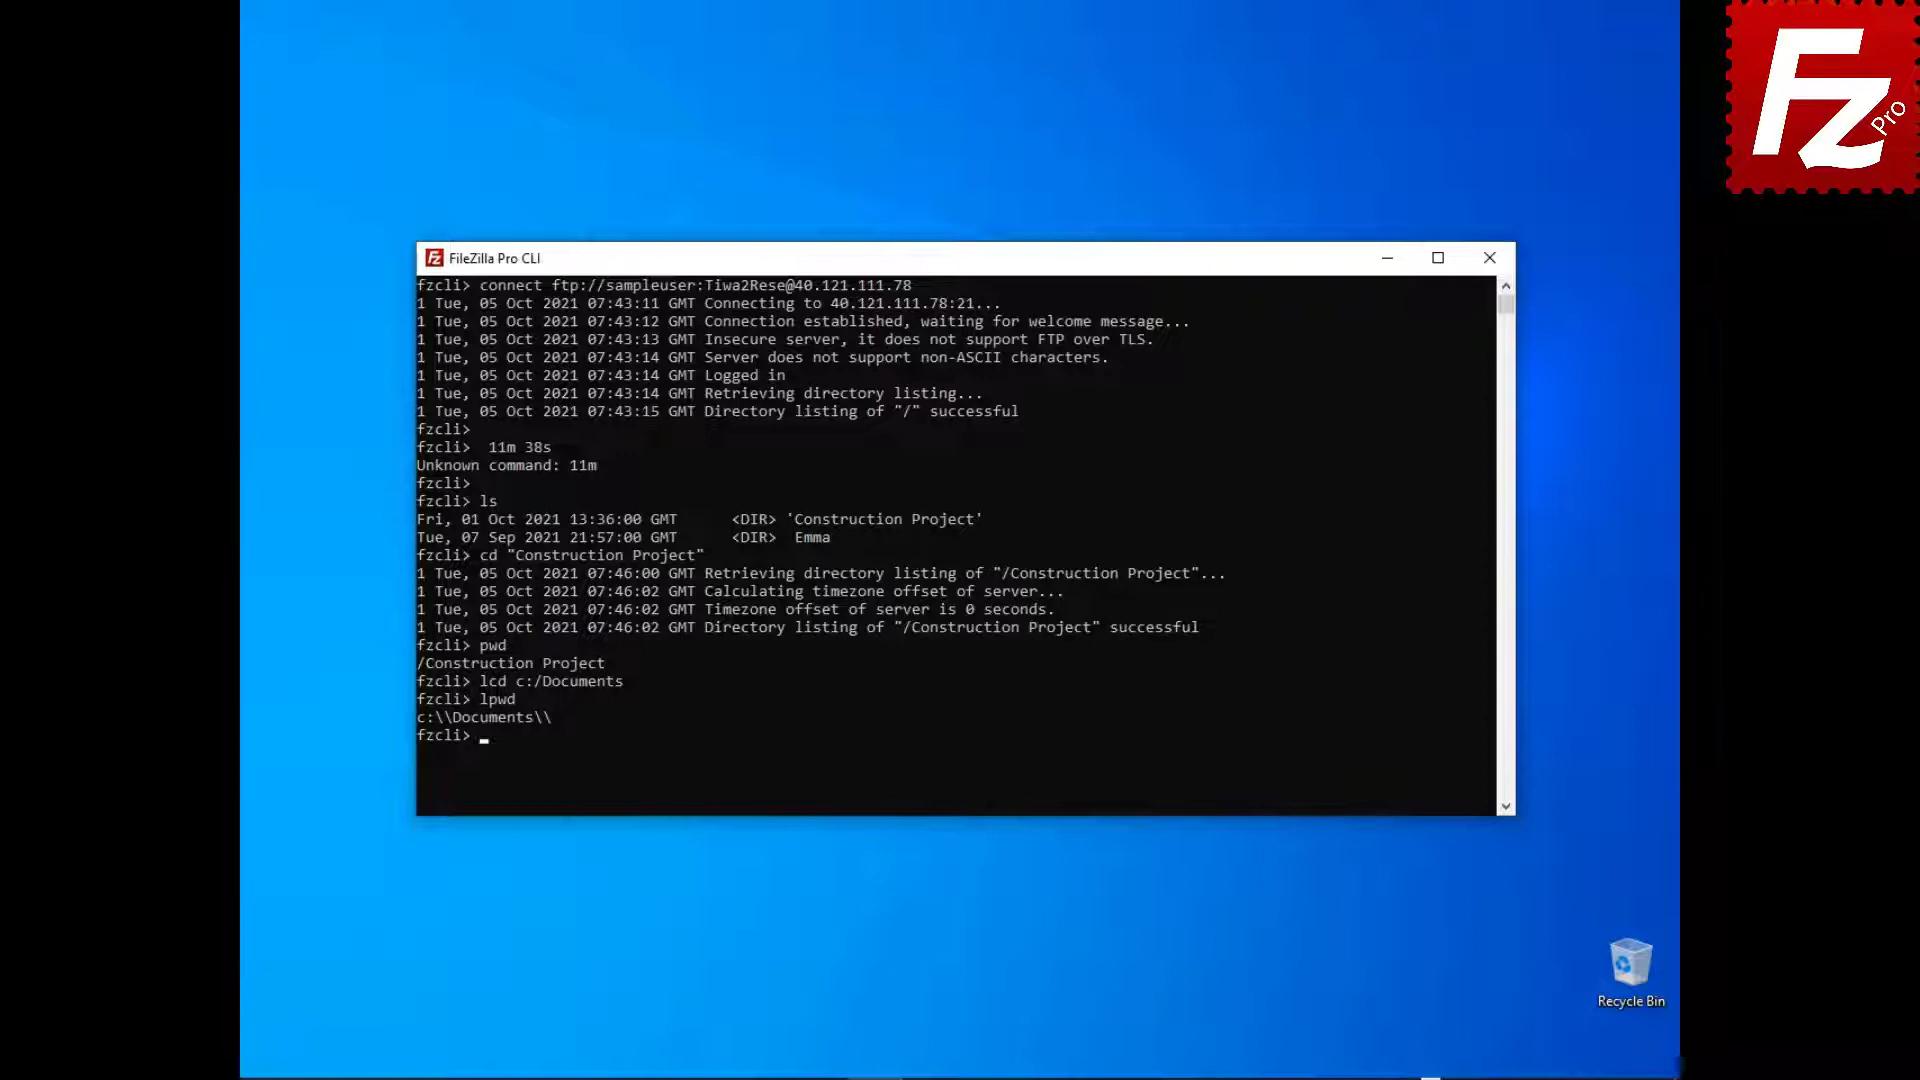 Fz Pro
FileZilla Pro CLI
fzcli> connect ftp://sampleuser:Tiwa2Rese@40.121.111.78
1 Tue, 05 Oct 2021 07:43:11 GMT Connecting to 40.121.111.78:21...
1 Tue, 05 Oct 2021 07:43:12 GMT Connection established, waiting for welcome message...
1 Tue, 05 Oct 2021 07:43:13 GMT Insecure server, it does not support FTP over TLS.
1 Tue, 05 Oct 2021 07:43:14 GMT Server does not support non-ASCII characters.
1 Tue, 05 Oct 2021 07:43:14 GMT Logged in
1 Tue, 05 Oct 2021 07:43:14 GMT Retrieving directory listing...
1 Tue, 05 Oct 2021 07:43:15 GMT Directory listing of "/" successful
fzcli>
fzcli>  11m 38s
Unknown command: 11m
fzcli>
fzcli> ls
Fri, 01 Oct 2021 13:36:00 GMT      <DIR> 'Construction Project'
Tue, 07 Sep 2021 21:57:00 GMT      <DIR>  Emma
fzcli> cd "Construction Project"
1 Tue, 05 Oct 2021 07:46:00 GMT Retrieving directory listing of "/Construction Project"...
1 Tue, 05 Oct 2021 07:46:02 GMT Calculating timezone offset of server...
1 Tue, 05 Oct 2021 07:46:02 GMT Timezone offset of server is 0 seconds.
1 Tue, 05 Oct 2021 07:46:02 GMT Directory listing of "/Construction Project" successful
fzcli> pwd
/Construction Project
fzcli> lcd c:/Documents
fzcli> lpwd
c:\\Documents\\
fzcli>
Recycle Bin